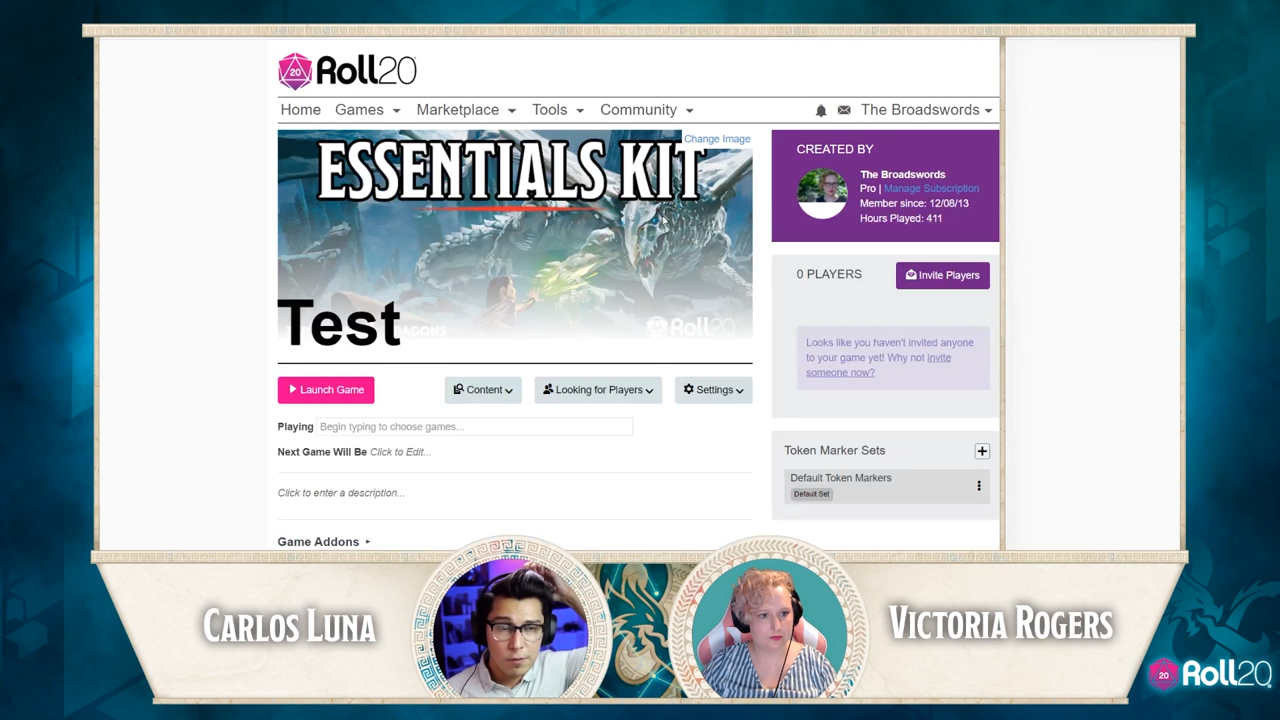 Roll20
Home Games Marketplace Tools Community The Broadswords
Change Image
ESSENTIALS KIT
Roll20
Test
CREATED BY
The Broadswords
Pro | Manage Subscription
Member since: 12/08/13
Hours Played: 411
0 PLAYERS Invite Players
Looks like you haven't invited anyone
to your game yet! Why not invite
someone now?
Launch Game Content Looking for Players Settings
Playing Begin typing to choose games...
Next Game Will Be Click to Edit...
Click to enter a description...
Game Addons
Token Marker Sets
Default Token Markers
Default Set
CARLOS LUNA
VICTORIA ROGERS
20 Roll20